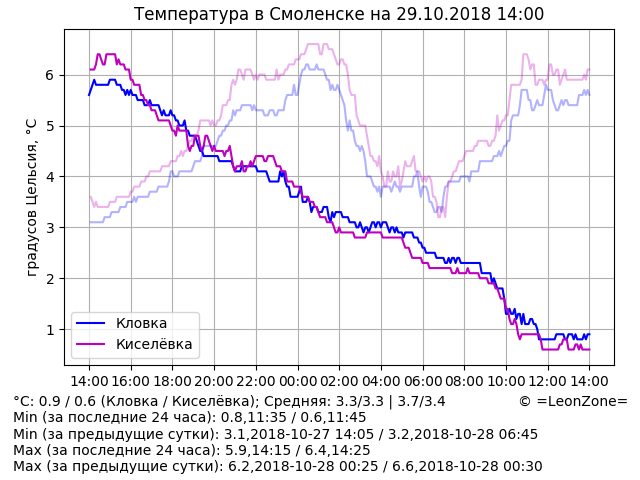 Температура в Смоленске на 29.10.2018 14:00
градусов Цельсия, °C
6
5
4
3
2
1
Кловка
Киселёвка
14:00 16:00 18:00 20:00 22:00 00:00 02:00 04:00 06:00 08:00 10:00 12:00 14:00
°C: 0.9 / 0.6 (Кловка / Киселёвка); Средняя: 3.3/3.3 | 3.7/3.4 © =LeonZone=
Min (за последние 24 часа): 0.8,11:35 / 0.6,11:45
Min (за предыдущие сутки): 3.1,2018-10-27 14:05 / 3.2,2018-10-28 06:45
Max (за последние 24 часа): 5.9,14:15 / 6.4,14:25
Max (за предыдущие сутки): 6.2,2018-10-28 00:25 / 6.6,2018-10-28 00:30